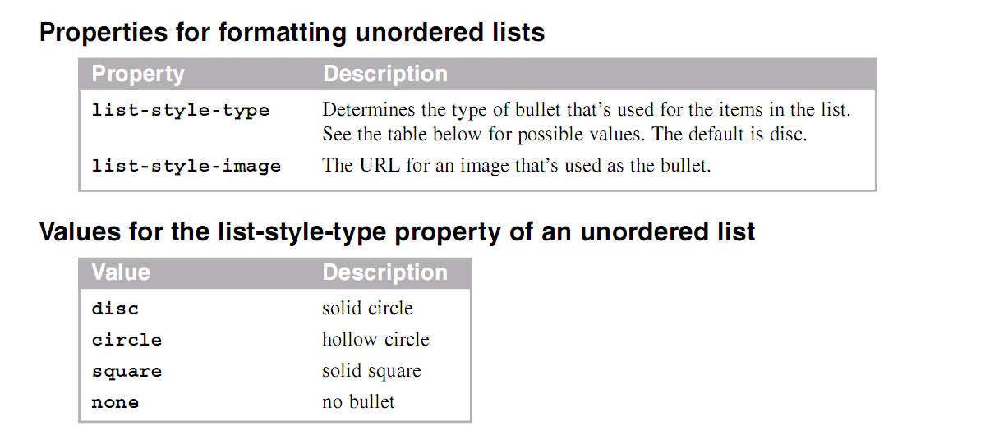 Properties for formatting unordered lists
Property Description
list-style-type Determines the type of bullet that’s used for the items in the list.
See the table below for possible values. The default is disc.
list-style-image The URL for an image that’s used as the bullet.
Values for the list-style-type property of an unordered list
Value Description
disc solid circle
circle hollow circle
square solid square
none no bullet